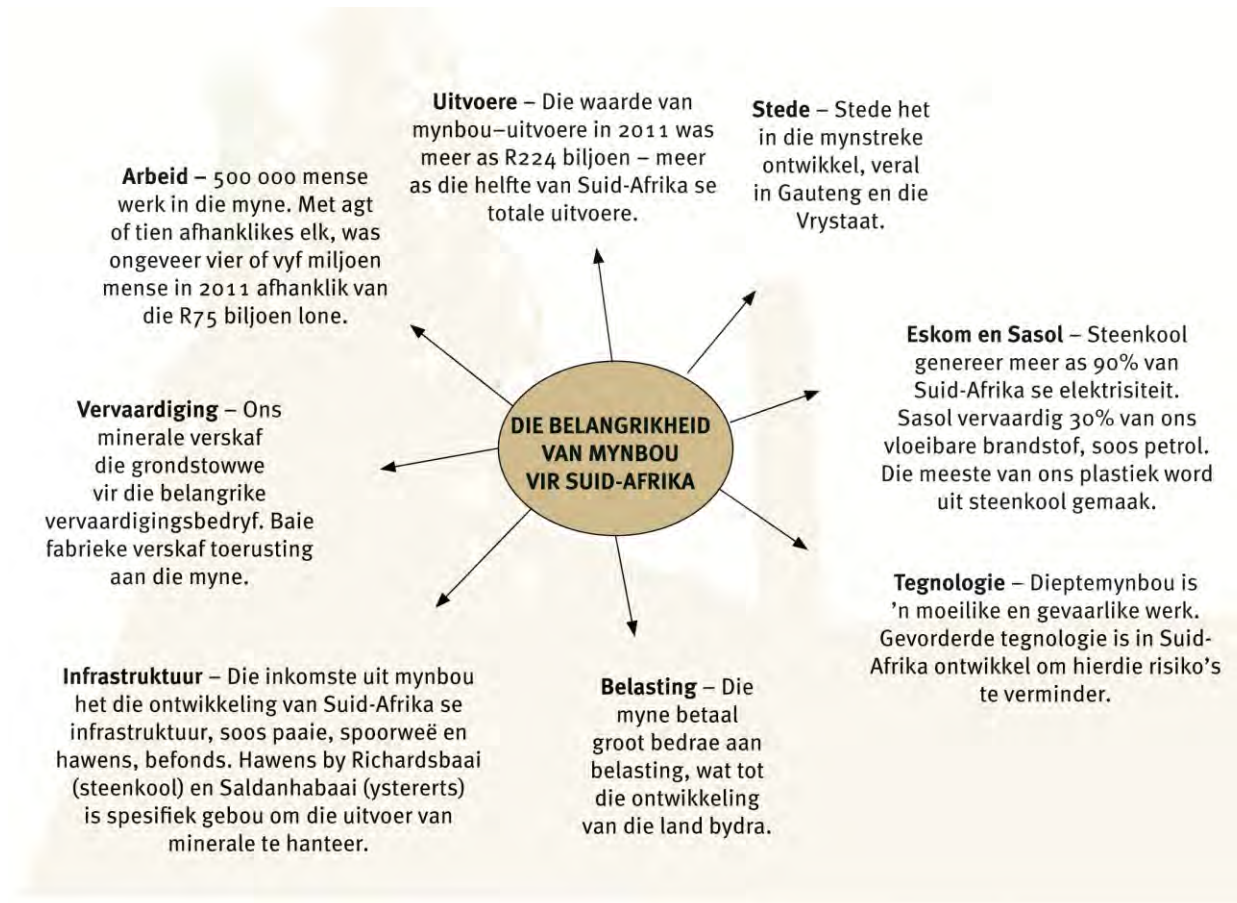 Uitvoere – Die waarde van
mynbou–uitvoere in 2011 was
meer as R224 biljoen – meer
as die helfte van Suid-Afrika se
totale uitvoere.
Stede – Stede het
in die mynstreke
ontwikkel, veral
in Gauteng en die
Vrystaat.
Arbeid – 500 000 mense
werk in die myne. Met agt
of tien afhanklikes elk, was
ongeveer vier of vyf miljoen
mense in 2011 afhanklik van
die R75 biljoen lone.
Eskom en Sasol – Steenkool
genereer meer as 90% van
Suid-Afrika se elektrisiteit.
Sasol vervaardig 30% van ons
vloeibare brandstof, soos petrol.
Die meeste van ons plastiek word
uit steenkool gemaak.
Vervaardiging – Ons
minerale verskaf
die grondstowwe
vir die belangrike
vervaardigingsbedryf. Baie
fabrieke verskaf toerusting
aan die myne.
DIE BELANGRIKHEID
VAN MYNBOU
VIR SUID-AFRIKA
Tegnologie – Dieptemynbou is
'n moeilike en gevaarlike werk.
Gevorderde tegnologie is in Suid-
Afrika ontwikkel om hierdie risiko's
te verminder.
Infrastruktuur – Die inkomste uit mynbou
het die ontwikkeling van Suid-Afrika se
infrastruktuur, soos paaie, spoorweë en
hawens, befonds. Hawens by Richardsbaai
(steenkool) en Saldanhabaai (ystererts)
is spesifiek gebou om die uitvoer van
minerale te hanteer.
Belasting – Die
myne betaal
groot bedrae aan
belasting, wat tot
die ontwikkeling
van die land bydra.